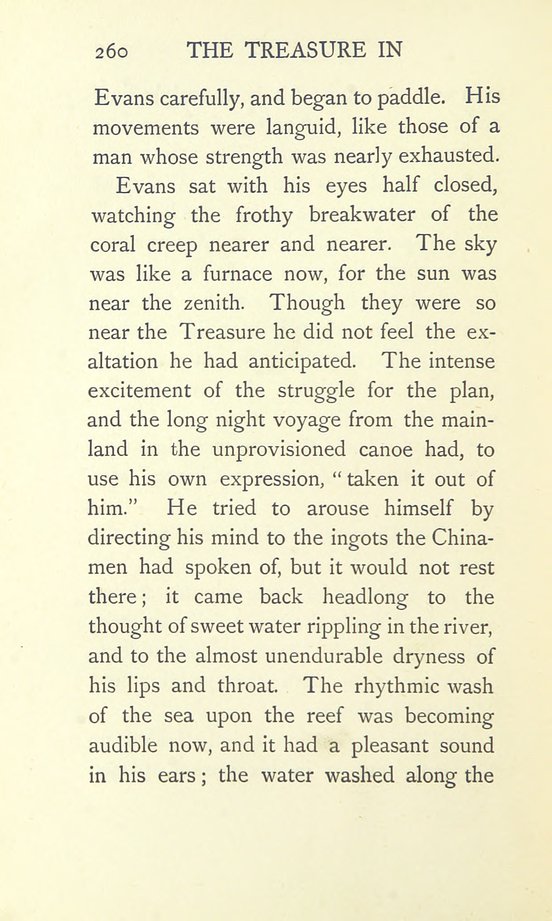 260 THE TREASURE IN
Evans carefully, and began to paddle. His
movements were languid, like those of a
man whose strength was nearly exhausted.
Evans sat with his eyes half closed,
watching the frothy breakwater of the
coral creep nearer and nearer. The sky
was like a furnace now, for the sun was
near the zenith. Though they were so
near the Treasure he did not feel the ex-
altation he had anticipated. The intense
excitement of the struggle for the plan,
and the long night voyage from the main-
land in the unprovisioned canoe had, to
use his own expression, "taken it out of
him." He tried to arouse himself by
directing his mind to the ingots the China-
men had spoken of, but it would not rest
there; it came back headlong to the
thought of sweet water rippling in the river,
and to the almost unendurable dryness of
his lips and throat. The rhythmic wash
of the sea upon the reef was becoming
audible now, and it had a pleasant sound
in his ears; the water washed along the